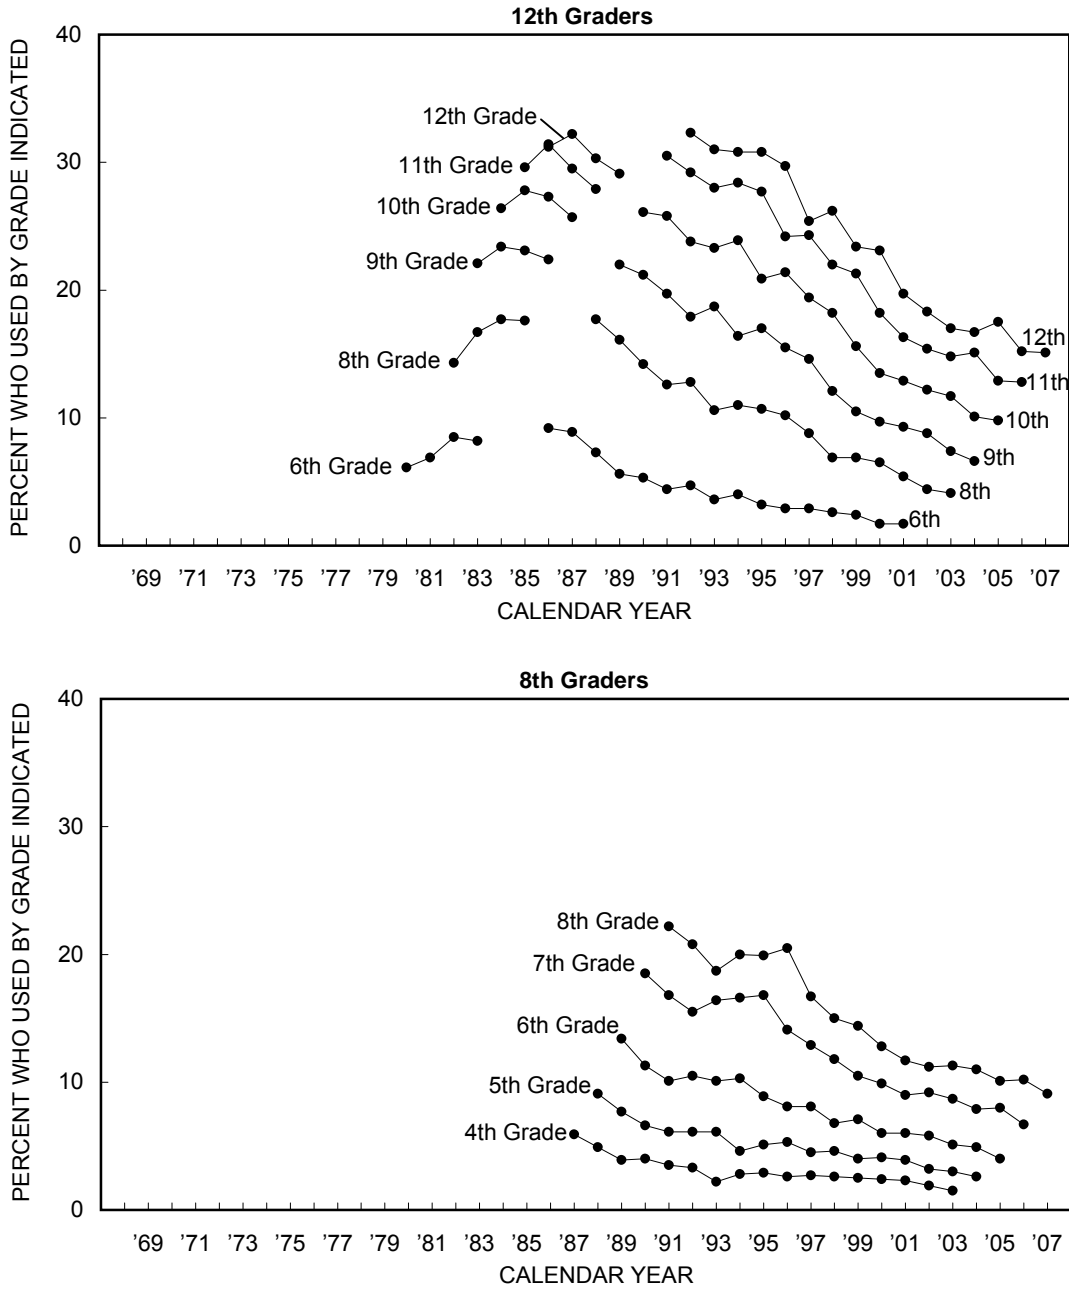 12th Graders
PERCENT WHO USED BY GRADE INDICATED
40
30
20
10
0
12th Grade
11th Grade
10th Grade
9th Grade
8th Grade
6th Grade
12th
11th
10th
9th
8th
6th
’69 ’71 ’73 ’75 ’77 ’79 ’81 ’83 ’85 ’87 ’89 ’91 ’93 ’95 ’97 ’99 ’01 ’03 ’05 ’07
CALENDAR YEAR
8th Graders
PERCENT WHO USED BY GRADE INDICATED
40
30
20
10
0
8th Grade
7th Grade
6th Grade
5th Grade
4th Grade
’69 ’71 ’73 ’75 ’77 ’79 ’81 ’83 ’85 ’87 ’89 ’91 ’93 ’95 ’97 ’99 ’01 ’03 ’05 ’07
CALENDAR YEAR